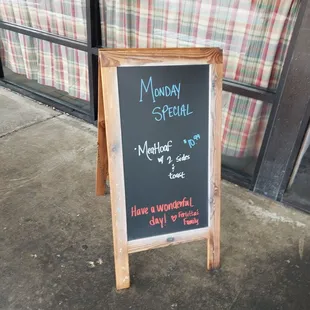 Monday
Special
• Meatloaf $10.99
w/ 2 sides &
toast
Have a wonderful
day! ♡
Family